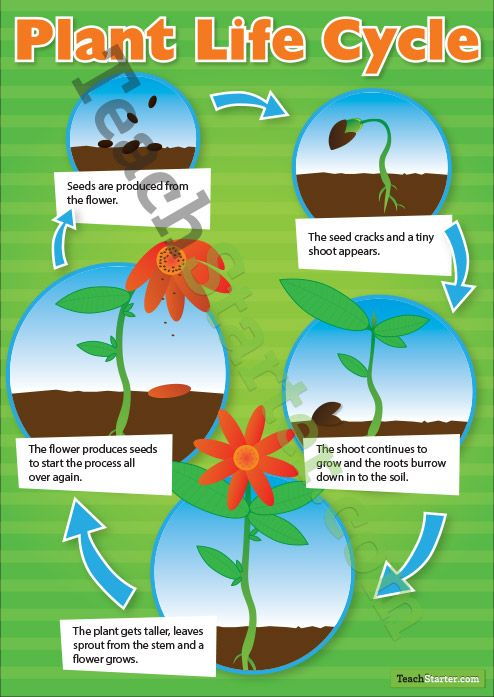 Plant Life Cycle
Seeds are produced from
the flower.
The seed cracks and a tiny
shoot appears.
The shoot continues to
grow and the roots burrow
down in to the soil.
The plant gets taller, leaves
sprout from the stem and a
flower grows.
The flower produces seeds
to start the process all
over again.
Teachstarter.com
TeachStarter.com